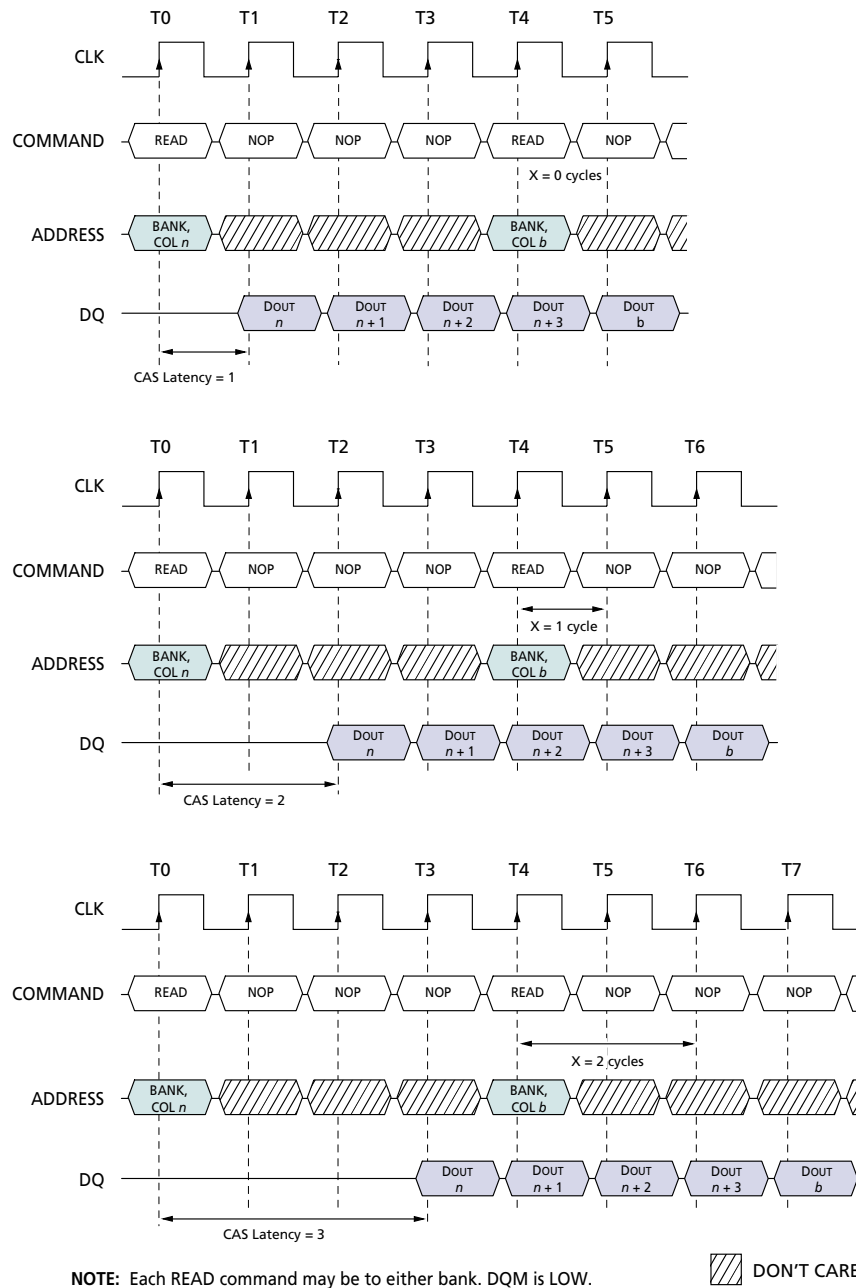 T0 T1 T2 T3 T4 T5
CLK
COMMAND READ NOP NOP NOP READ NOP
X = 0 cycles
ADDRESS BANK, COL n BANK, COL b
DQ DOUT n DOUT n + 1 DOUT n + 2 DOUT n + 3 DOUT b
CAS Latency = 1
T0 T1 T2 T3 T4 T5 T6
CLK
COMMAND READ NOP NOP NOP READ NOP NOP
X = 1 cycle
ADDRESS BANK, COL n BANK, COL b
DQ DOUT n DOUT n + 1 DOUT n + 2 DOUT n + 3 DOUT b
CAS Latency = 2
T0 T1 T2 T3 T4 T5 T6 T7
CLK
COMMAND READ NOP NOP NOP READ NOP NOP NOP
X = 2 cycles
ADDRESS BANK, COL n BANK, COL b
DQ DOUT n DOUT n + 1 DOUT n + 2 DOUT n + 3 DOUT b
CAS Latency = 3
NOTE: Each READ command may be to either bank. DQM is LOW.
DON'T CARE